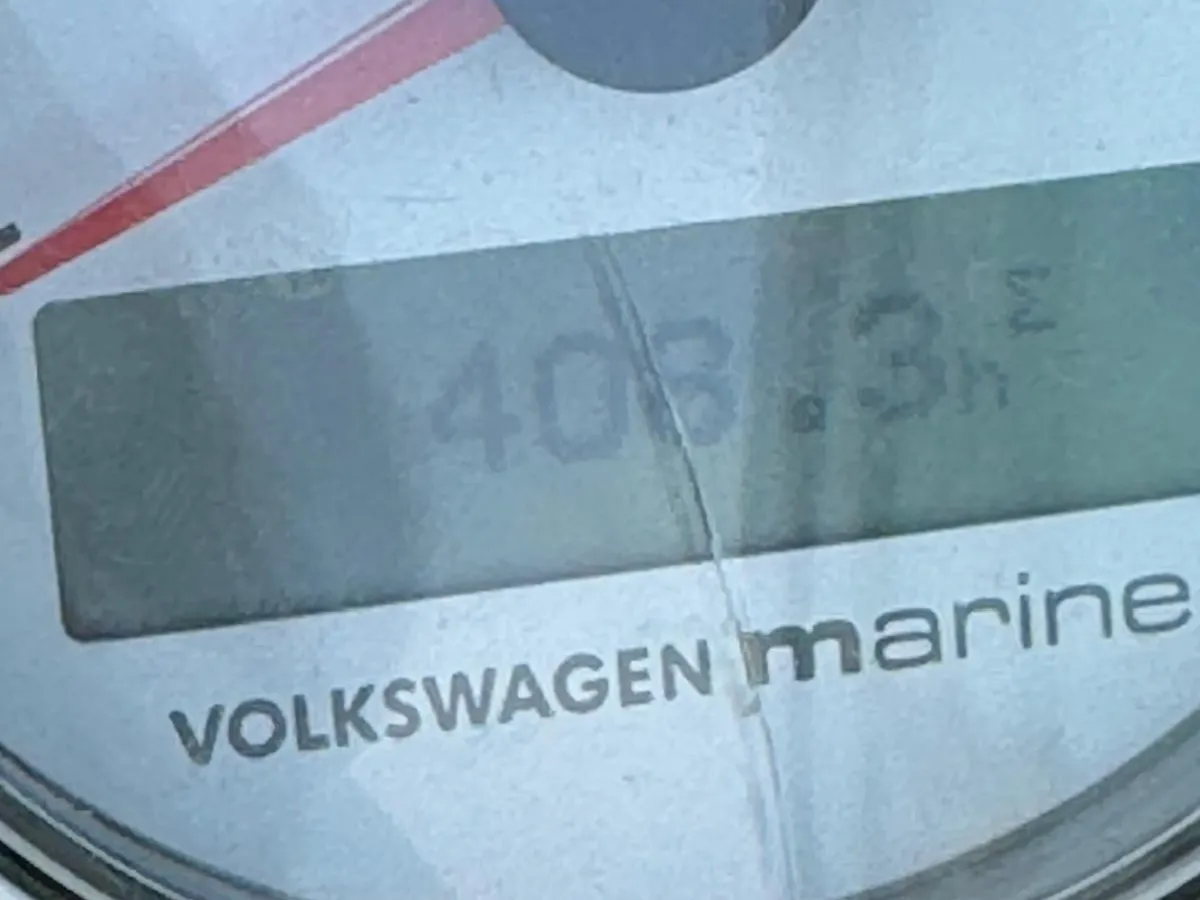 408.3h Σ
VOLKSWAGEN marine